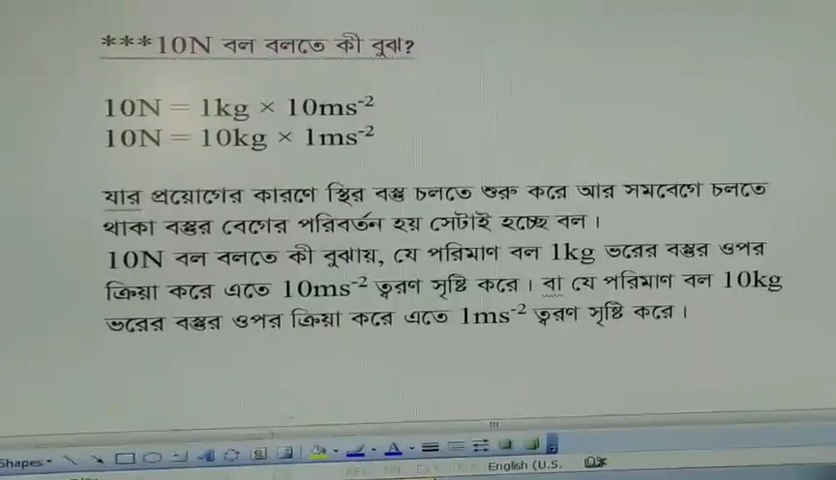 ***10N বল বলতে কী বুঝ?
10N = 1kg × 10ms⁻²
10N = 10kg × 1ms⁻²
যার প্রয়োগের কারণে স্থির বস্তু চলতে শুরু করে আর সমবেগে চলতে
থাকা বস্তুর বেগের পরিবর্তন হয় সেটাই হচ্ছে বল।
10N বল বলতে কী বুঝায়, যে পরিমাণ বল 1kg ভরের বস্তুর ওপর
ক্রিয়া করে এতে 10ms⁻² ত্বরণ সৃষ্টি করে। বা যে পরিমাণ বল 10kg
ভরের বস্তুর ওপর ক্রিয়া করে এতে 1ms⁻² ত্বরণ সৃষ্টি করে।
Shapes
English (U.S.